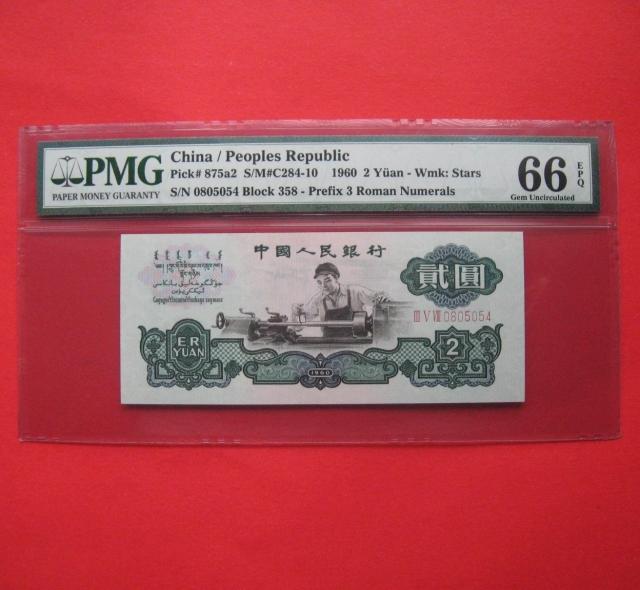 PMG
PAPER MONEY GUARANTY
China / Peoples Republic
Pick# 875a2 S/M#C284-10 1960 2 Yüan - Wmk: Stars
S/N 0805054 Block 358 - Prefix 3 Roman Numerals
66 EPQ
Gem Uncirculated
中國人民銀行
貳圓
ⅢⅤⅧ0805054
ER
YUAN
1960
2